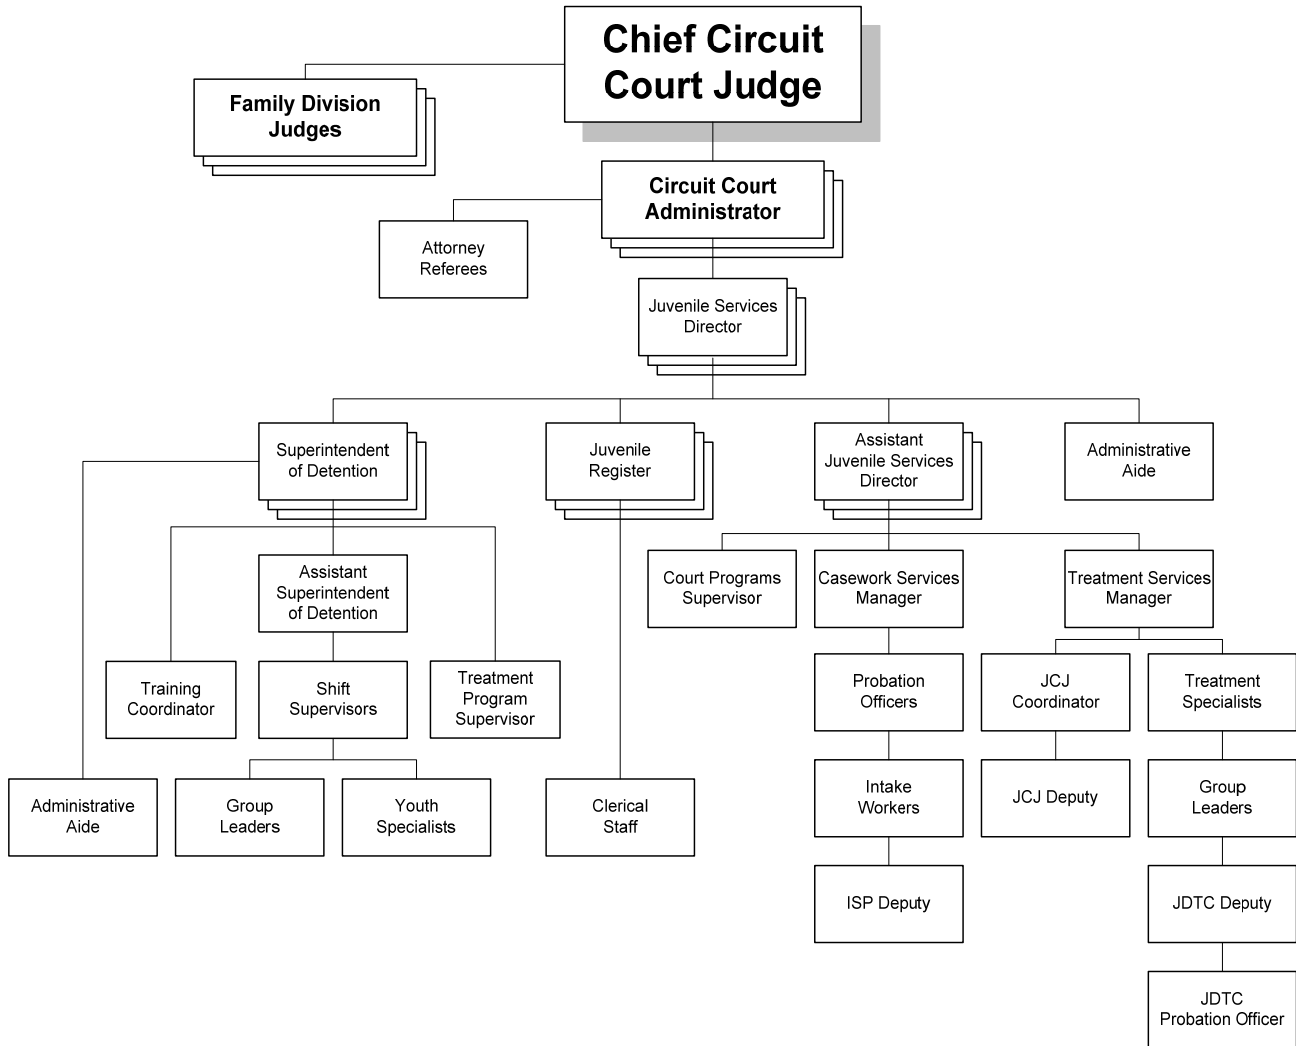 Chief Circuit
Court Judge
Family Division
Judges
Circuit Court
Administrator
Attorney
Referees
Juvenile Services
Director
Superintendent
of Detention
Juvenile
Register
Assistant
Juvenile Services
Director
Administrative
Aide
Assistant
Superintendent
of Detention
Court Programs
Supervisor
Casework Services
Manager
Treatment Services
Manager
Training
Coordinator
Shift
Supervisors
Treatment
Program
Supervisor
Probation
Officers
JCJ
Coordinator
Treatment
Specialists
Administrative
Aide
Group
Leaders
Youth
Specialists
Clerical
Staff
Intake
Workers
JCJ Deputy
Group
Leaders
ISP Deputy
JDTC Deputy
JDTC
Probation Officer